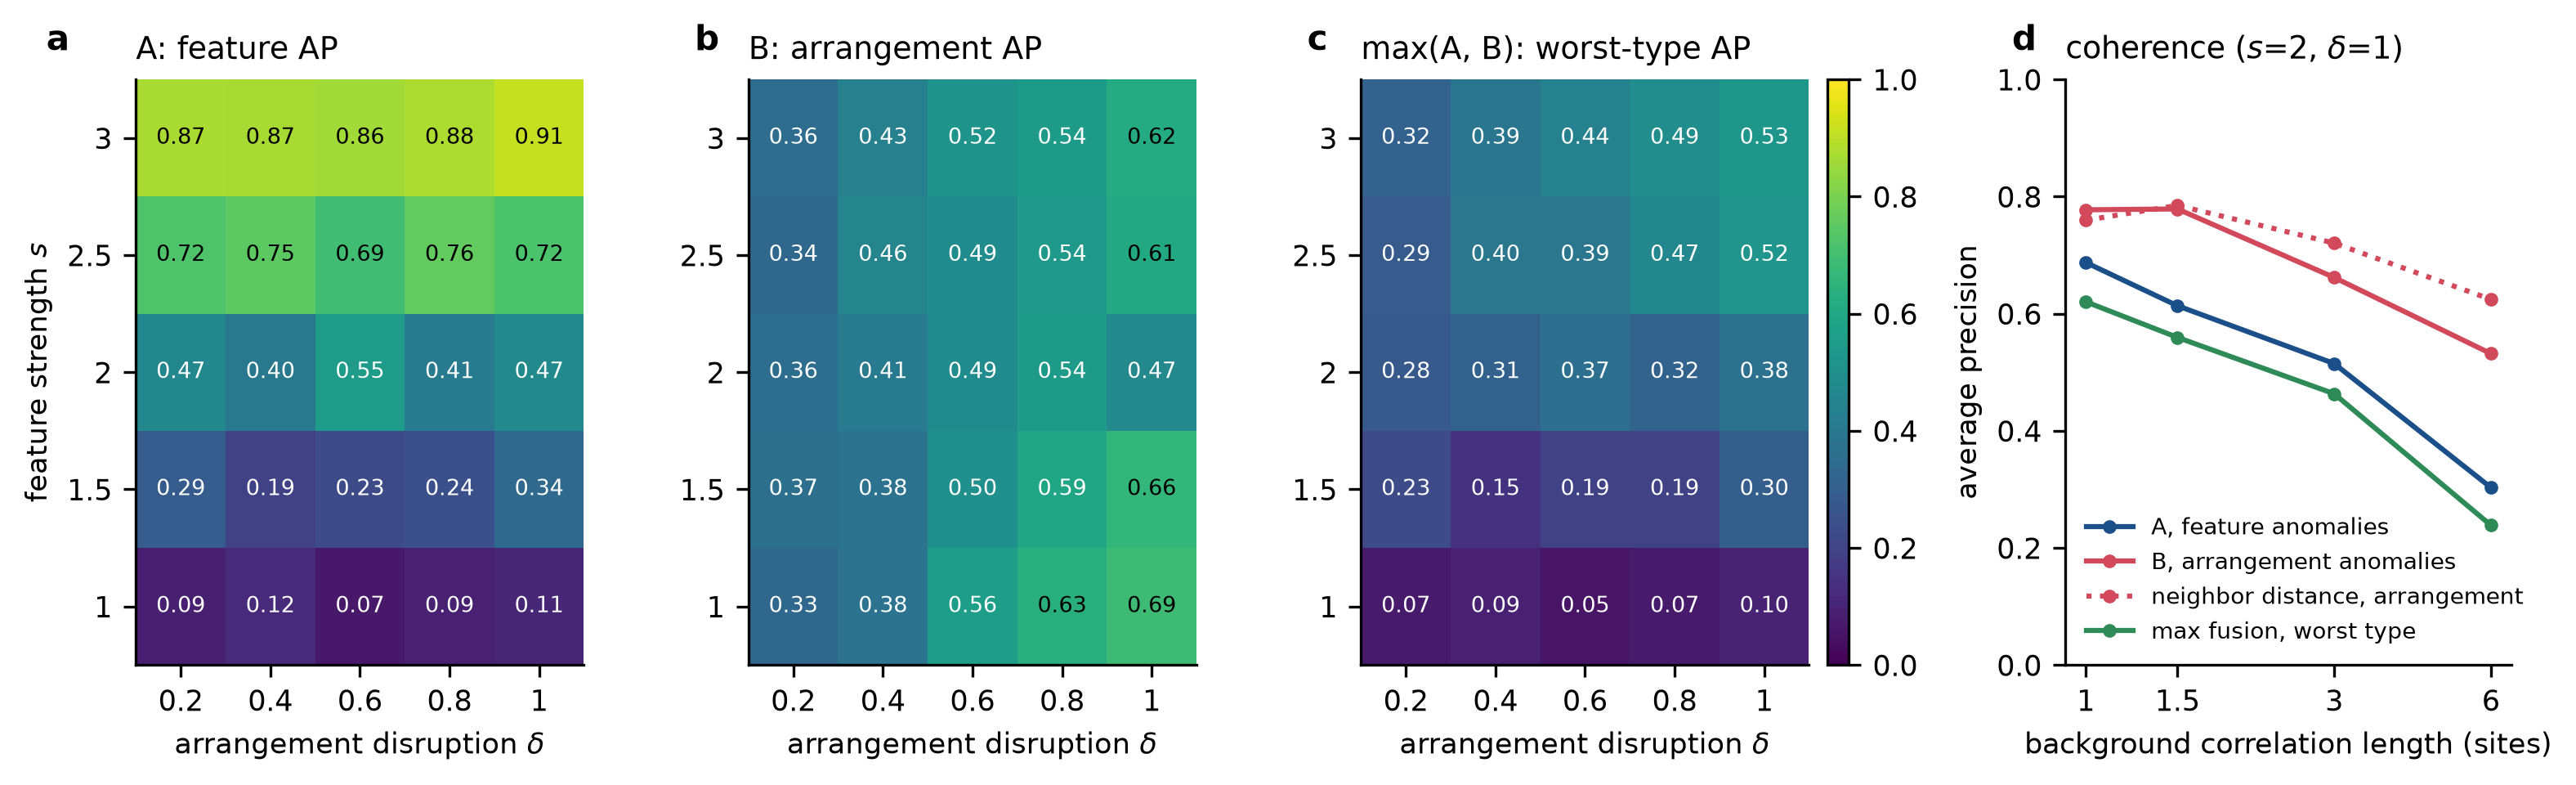 a A: feature AP
feature strength s
3 0.87 0.87 0.86 0.88 0.91
2.5 0.72 0.75 0.69 0.76 0.72
2 0.47 0.40 0.55 0.41 0.47
1.5 0.29 0.19 0.23 0.24 0.34
1 0.09 0.12 0.07 0.09 0.11
0.2 0.4 0.6 0.8 1
arrangement disruption δ
b B: arrangement AP
3 0.36 0.43 0.52 0.54 0.62
2.5 0.34 0.46 0.49 0.54 0.61
2 0.36 0.41 0.49 0.54 0.47
1.5 0.37 0.38 0.50 0.59 0.66
1 0.33 0.38 0.56 0.63 0.69
0.2 0.4 0.6 0.8 1
arrangement disruption δ
c max(A, B): worst-type AP
3 0.32 0.39 0.44 0.49 0.53
2.5 0.29 0.40 0.39 0.47 0.52
2 0.28 0.31 0.37 0.32 0.38
1.5 0.23 0.15 0.19 0.19 0.30
1 0.07 0.09 0.05 0.07 0.10
0.2 0.4 0.6 0.8 1
arrangement disruption δ
1.0
0.8
0.6
0.4
0.2
0.0
d coherence (s=2, δ=1)
average precision
1.0
0.8
0.6
0.4
0.2
0.0
A, feature anomalies
B, arrangement anomalies
neighbor distance, arrangement
max fusion, worst type
1 1.5 3 6
background correlation length (sites)